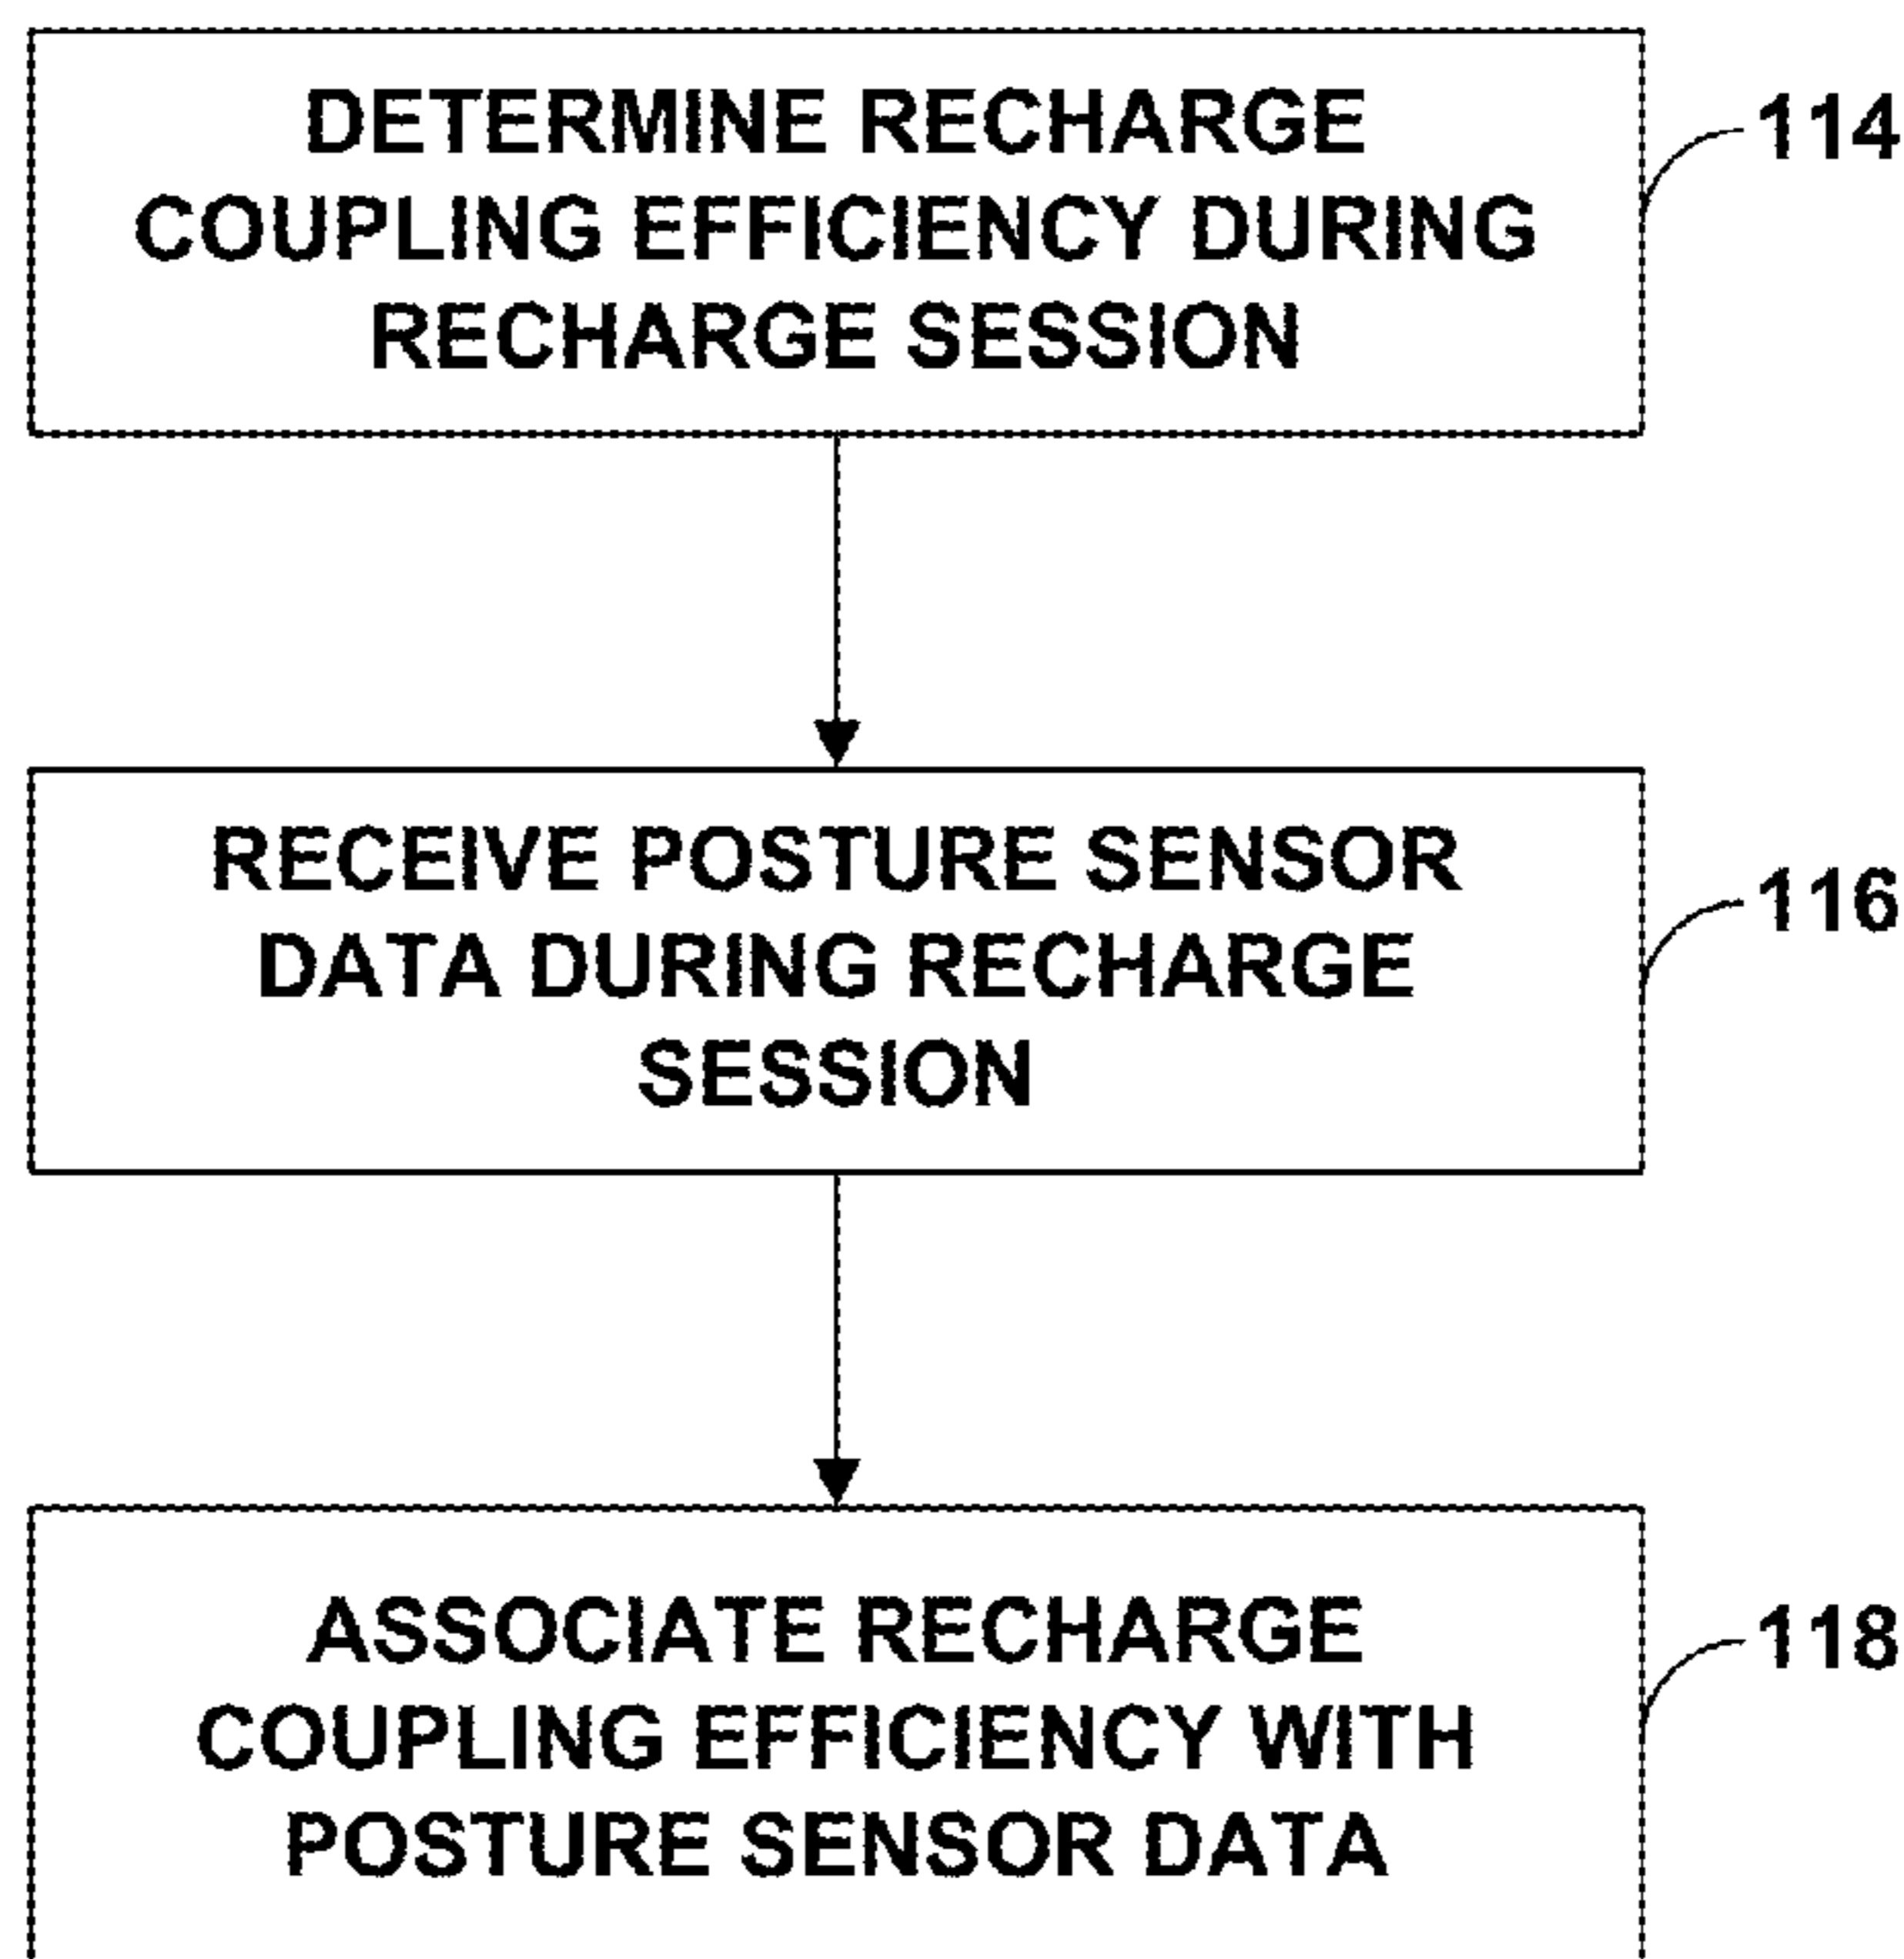 DETERMINE RECHARGE
COUPLING EFFICIENCY DURING
RECHARGE SESSION
114
RECEIVE POSTURE SENSOR
DATA DURING RECHARGE
SESSION
116
ASSOCIATE RECHARGE
COUPLING EFFICIENCY WITH
POSTURE SENSOR DATA
118